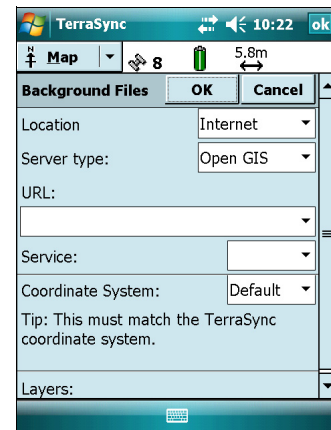 TerraSync 10:22 ok
N Map 8 5.8m
Background Files OK Cancel
Location Internet
Server type: Open GIS
URL:
Service:
Coordinate System: Default
Tip: This must match the TerraSync
coordinate system.
Layers: